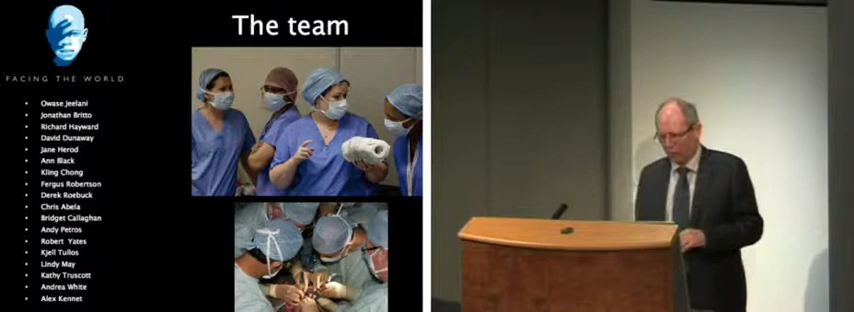 The team
FACING THE WORLD
• Owase Jeelani
• Jonathan Britto
• Richard Hayward
• David Dunaway
• Jane Herod
• Ann Black
• Kling Chong
• Fergus Robertson
• Derek Roebuck
• Chris Abela
• Bridget Callaghan
• Andy Petros
• Robert Yates
• Kjell Tullos
• Lindy May
• Kathy Truscott
• Andrea White
• Alex Kennet